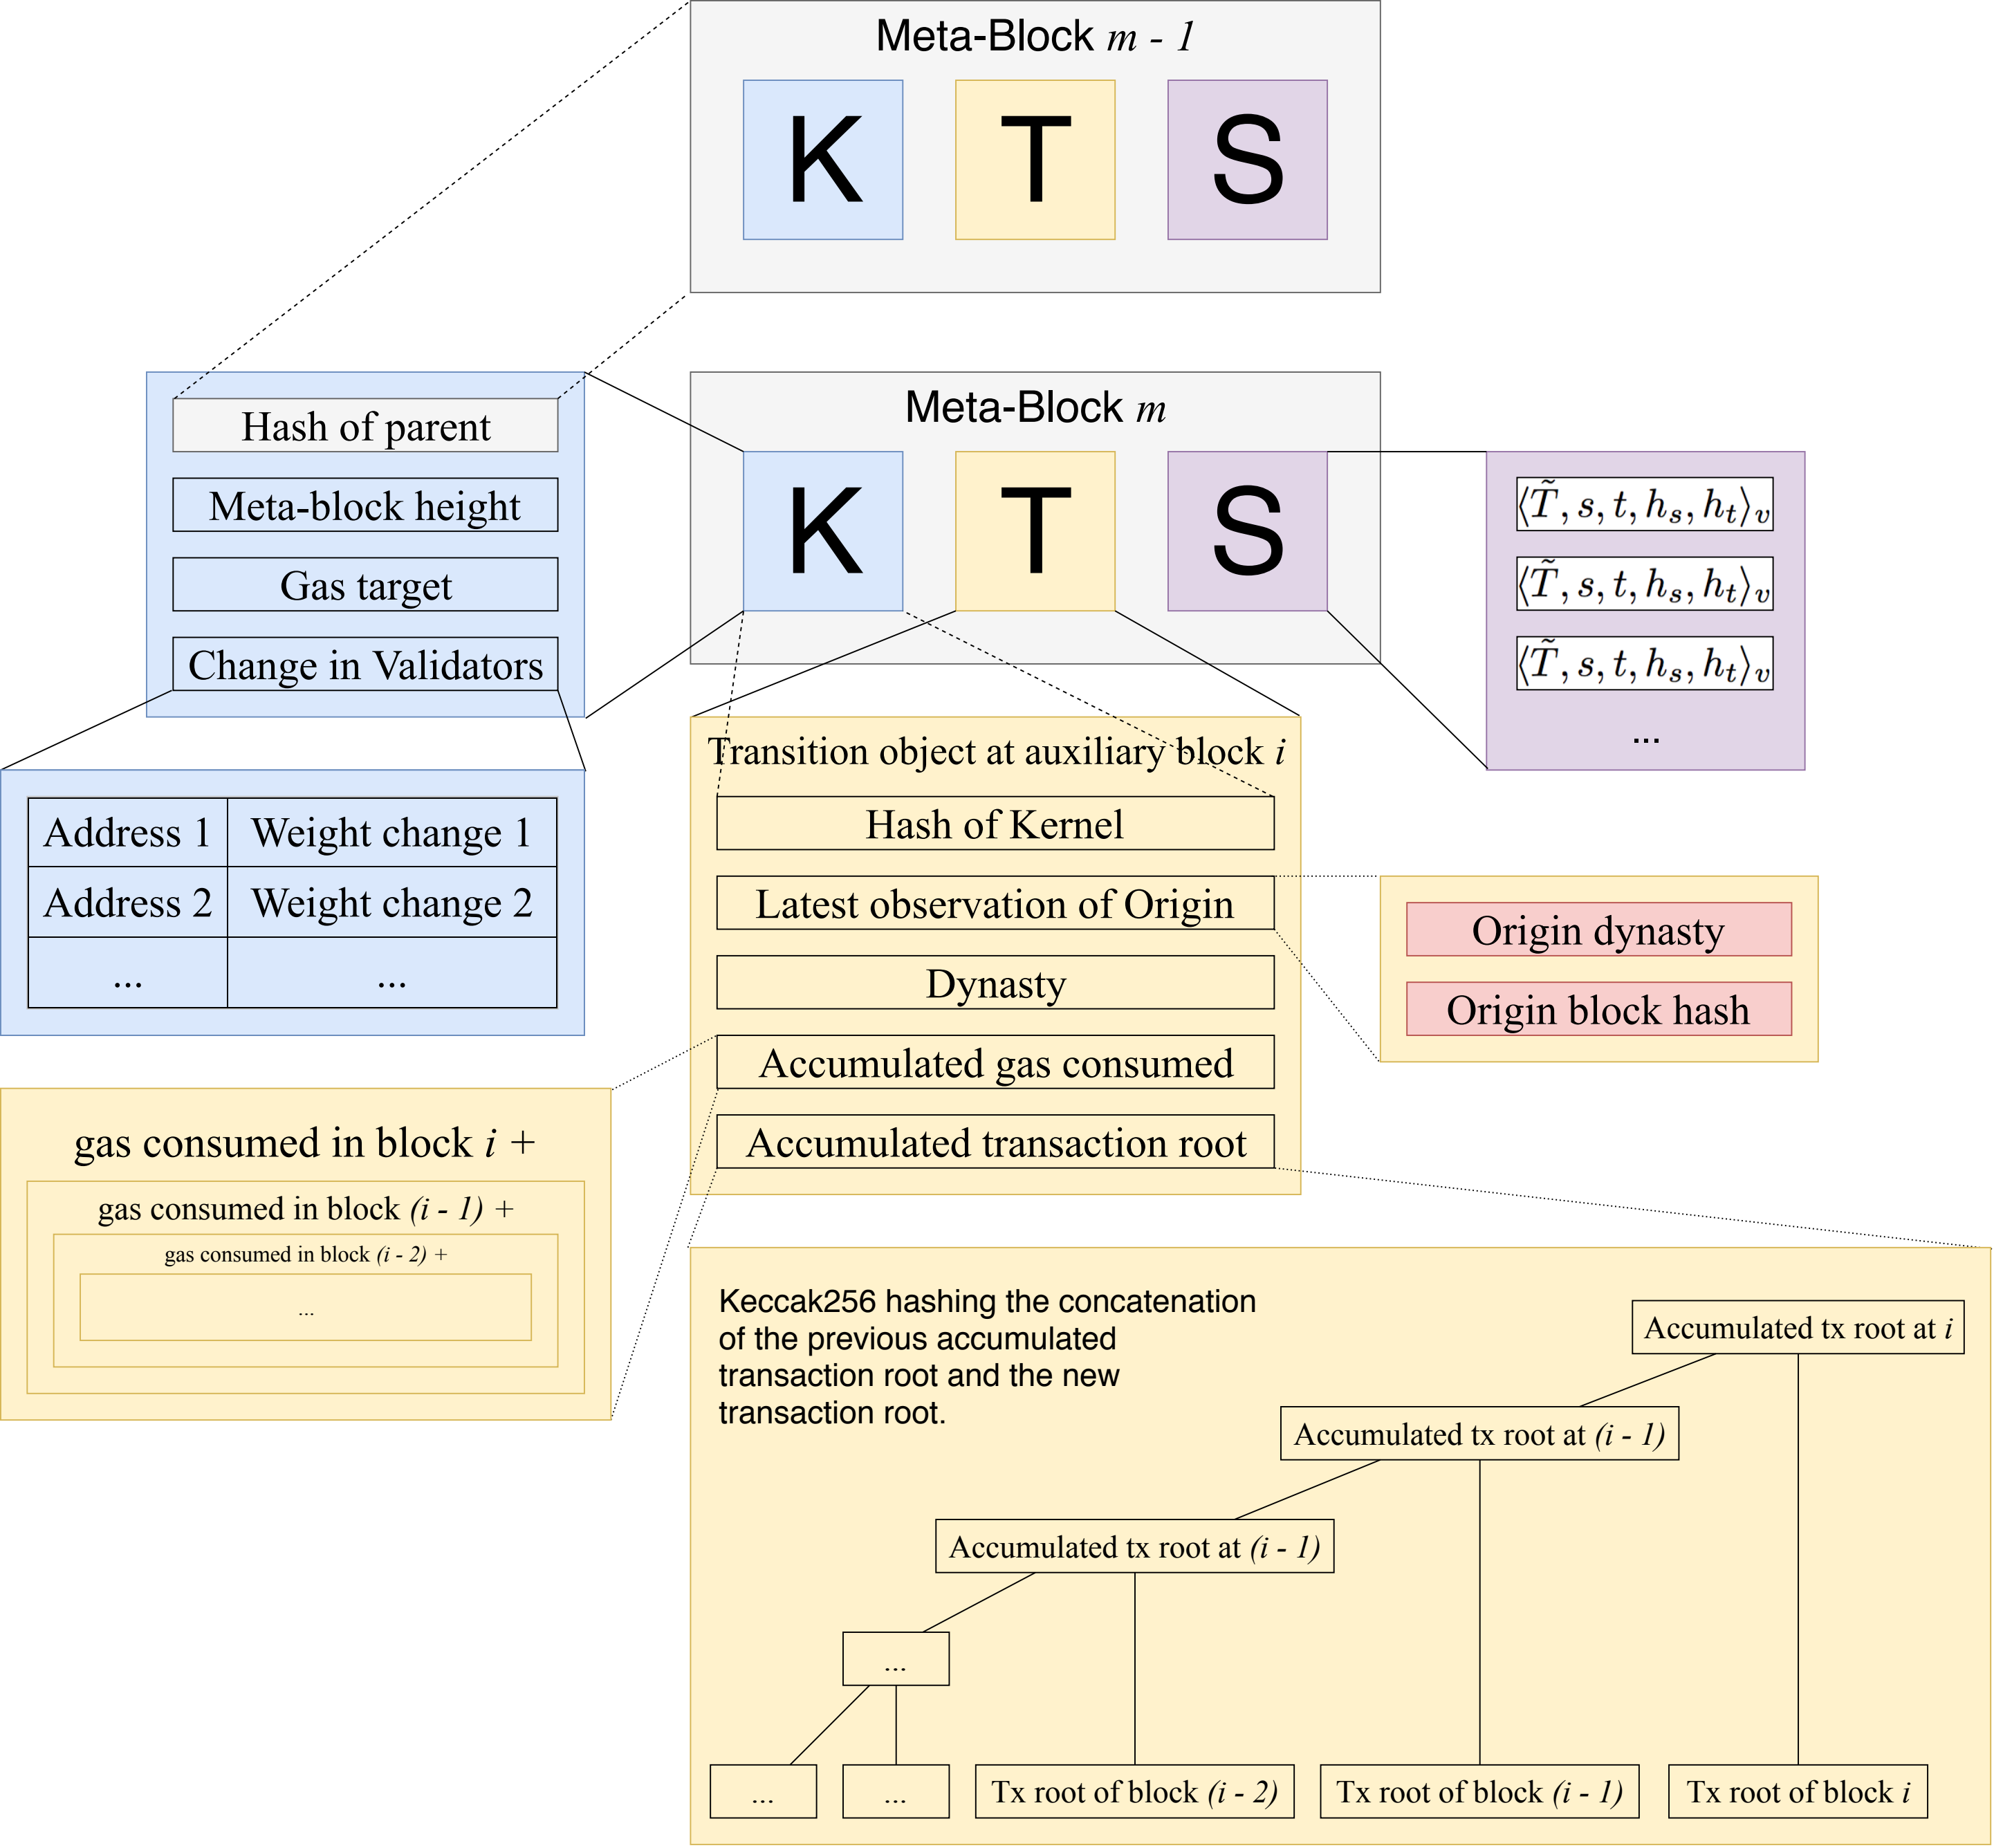 Meta-Block m - 1
K T S
Meta-Block m
K T S
Hash of parent
Meta-block height
Gas target
Change in Validators
Address 1 Weight change 1
Address 2 Weight change 2
... ...
⟨T̃, s, t, h_s, h_t⟩_v
⟨T̃, s, t, h_s, h_t⟩_v
⟨T̃, s, t, h_s, h_t⟩_v
...
Transition object at auxiliary block i
Hash of Kernel
Latest observation of Origin
Dynasty
Accumulated gas consumed
Accumulated transaction root
Origin dynasty
Origin block hash
gas consumed in block i +
gas consumed in block (i - 1) +
gas consumed in block (i - 2) +
...
Keccak256 hashing the concatenation
of the previous accumulated
transaction root and the new
transaction root.
Accumulated tx root at i
Accumulated tx root at (i - 1)
Accumulated tx root at (i - 1)
...
... ... Tx root of block (i - 2) Tx root of block (i - 1) Tx root of block i